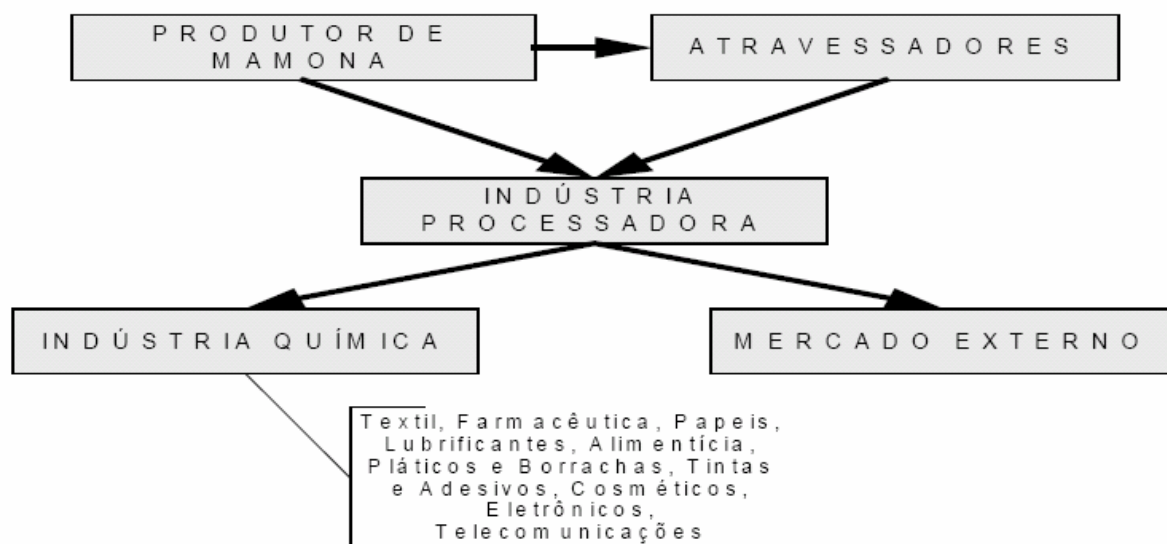 PRODUTOR DE
MAMONA
ATRAVESSADORES
INDÚSTRIA
PROCESSADORA
INDÚSTRIA QUÍMICA
MERCADO EXTERNO
Textil, Farmacêutica, Papeis,
Lubrificantes, Alimentícia,
Pláticos e Borrachas, Tintas
e Adesivos, Cosméticos,
Eletrônicos,
Telecomunicações